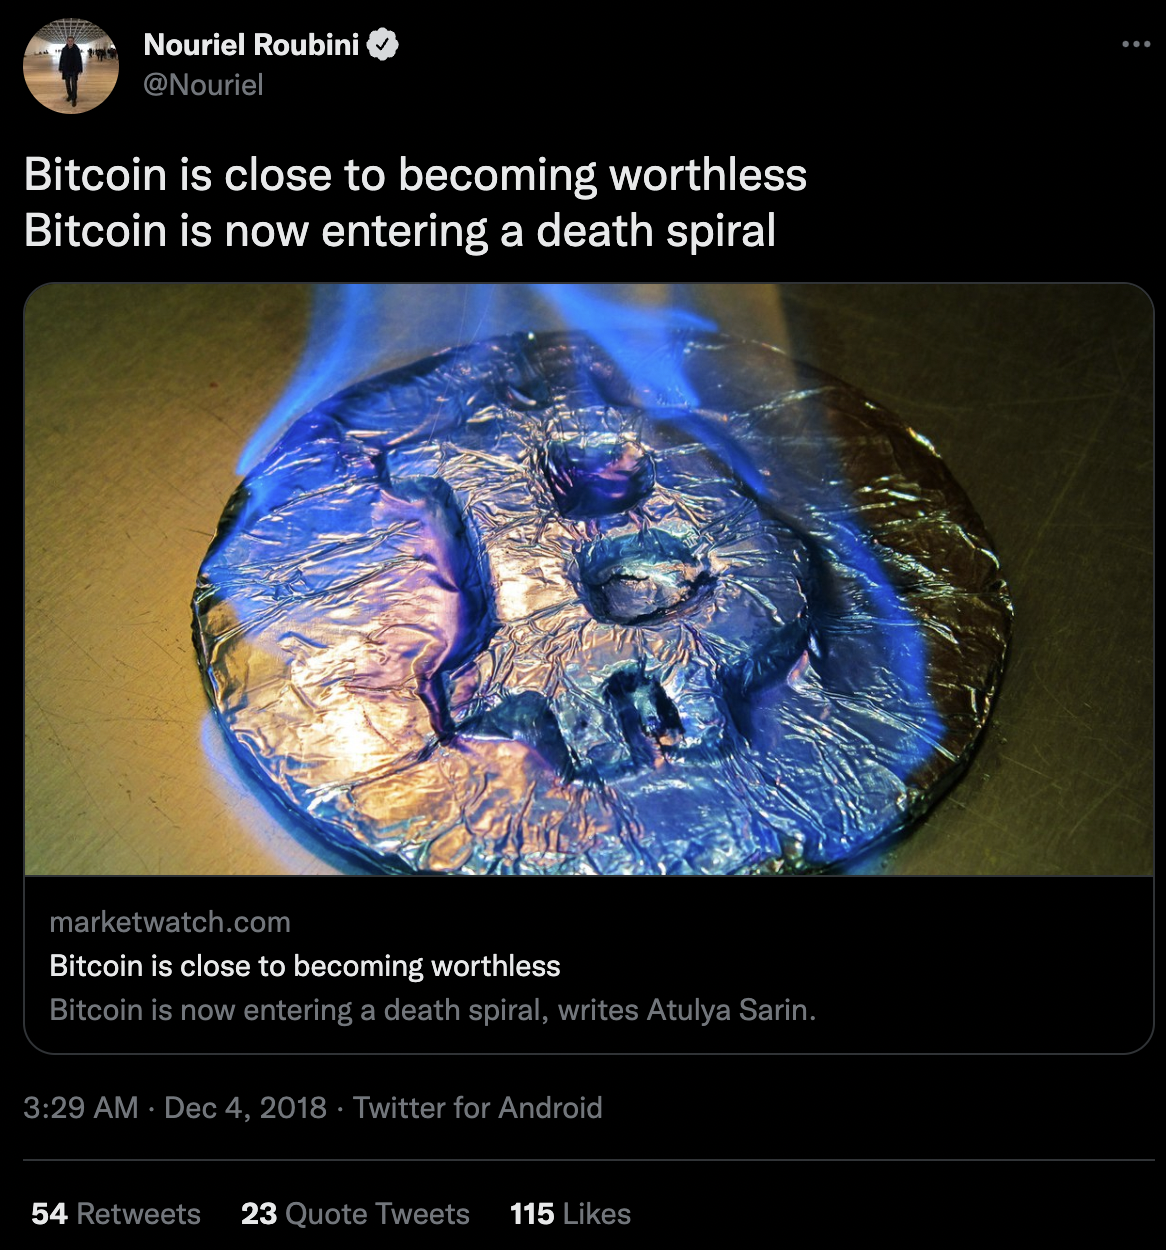 Nouriel Roubini
@Nouriel
Bitcoin is close to becoming worthless
Bitcoin is now entering a death spiral
marketwatch.com
Bitcoin is close to becoming worthless
Bitcoin is now entering a death spiral, writes Atulya Sarin.
3:29 AM · Dec 4, 2018 · Twitter for Android
54 Retweets 23 Quote Tweets 115 Likes